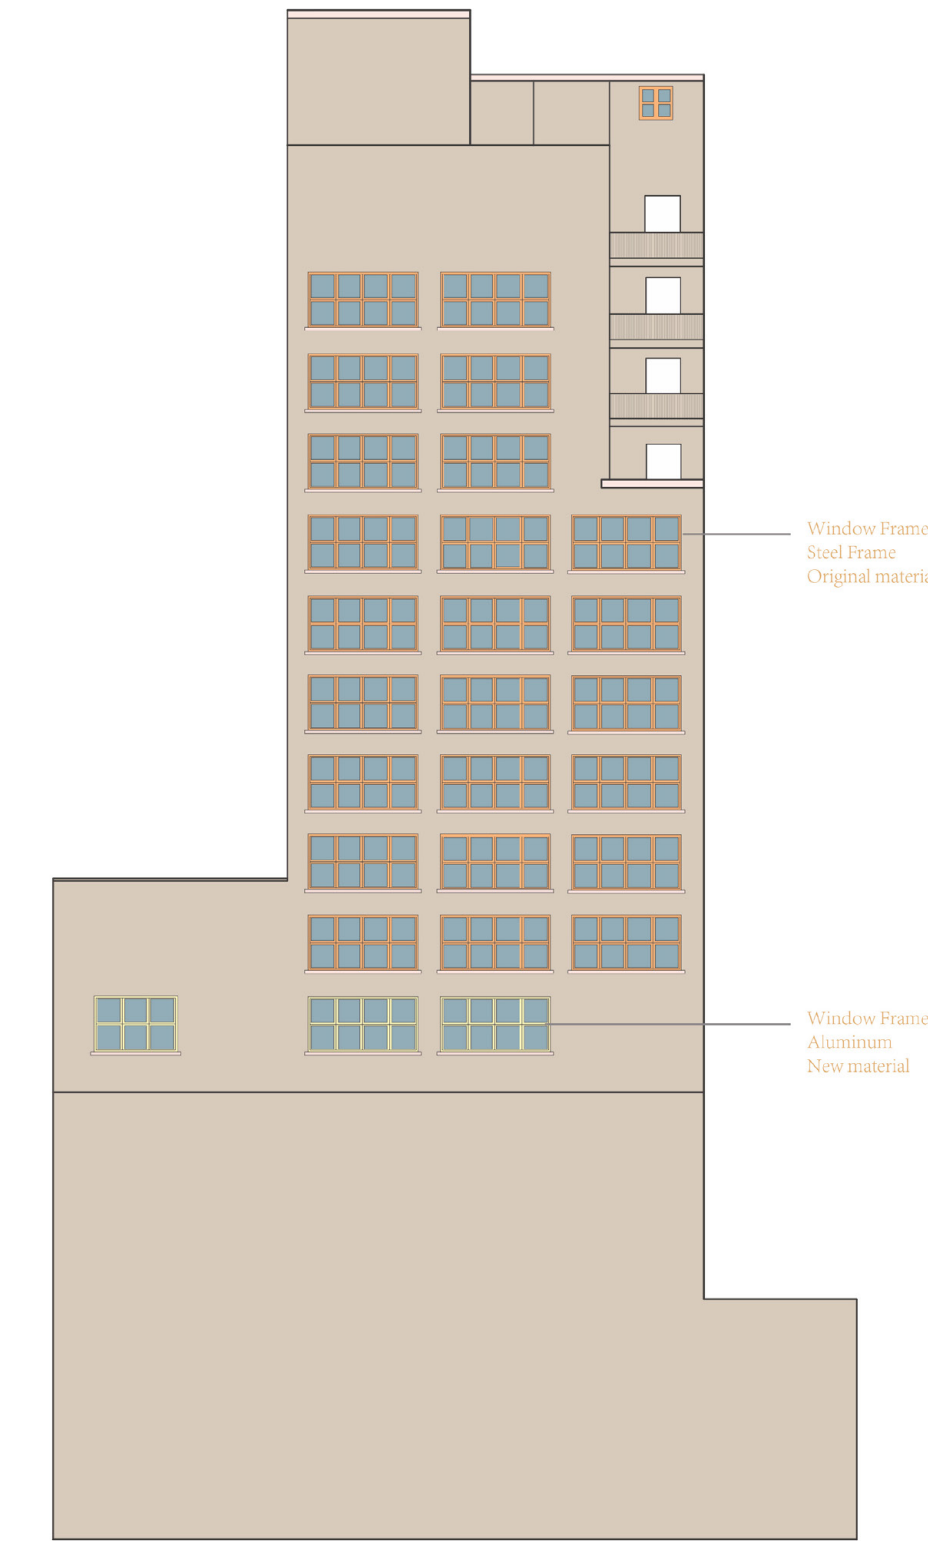 Window Frame
Steel Frame
Original materia
Window Frame
Aluminum
New material